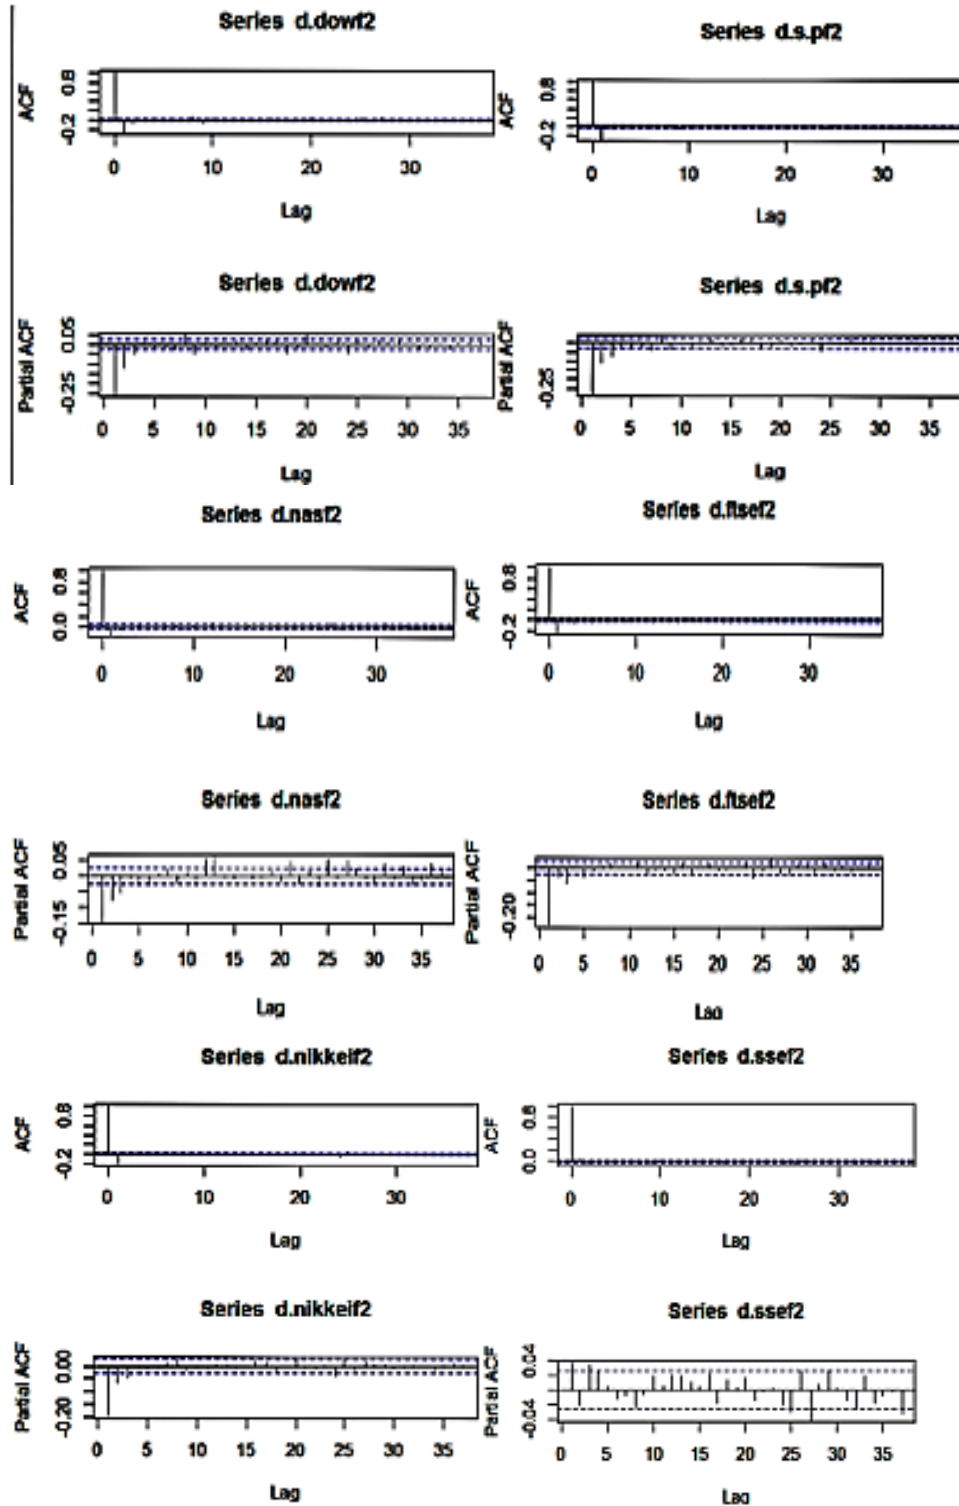 Series d.dowf2
ACF
0.8
-0.2
0 10 20 30
Lag
Series d.s.pf2
ACF
0.8
-0.2
0 10 20 30
Lag
Series d.dowf2
Partial ACF
0.05
-0.25
0 5 10 15 20 25 30 35
Lag
Series d.s.pf2
Partial ACF
-0.25
0 5 10 15 20 25 30 35
Lag
Series d.nasf2
ACF
0.8
0.0
0 10 20 30
Lag
Series d.ftsef2
ACF
0.8
-0.2
0 10 20 30
Lag
Series d.nasf2
Partial ACF
0.05
-0.15
0 5 10 15 20 25 30 35
Lag
Series d.ftsef2
Partial ACF
-0.20
0 5 10 15 20 25 30 35
Lag
Series d.nikkeif2
ACF
0.8
-0.2
0 10 20 30
Lag
Series d.ssef2
ACF
0.8
0.0
0 10 20 30
Lag
Series d.nikkeif2
Partial ACF
0.00
-0.20
0 5 10 15 20 25 30 35
Lag
Series d.ssef2
Partial ACF
0.04
-0.04
0 5 10 15 20 25 30 35
Lag